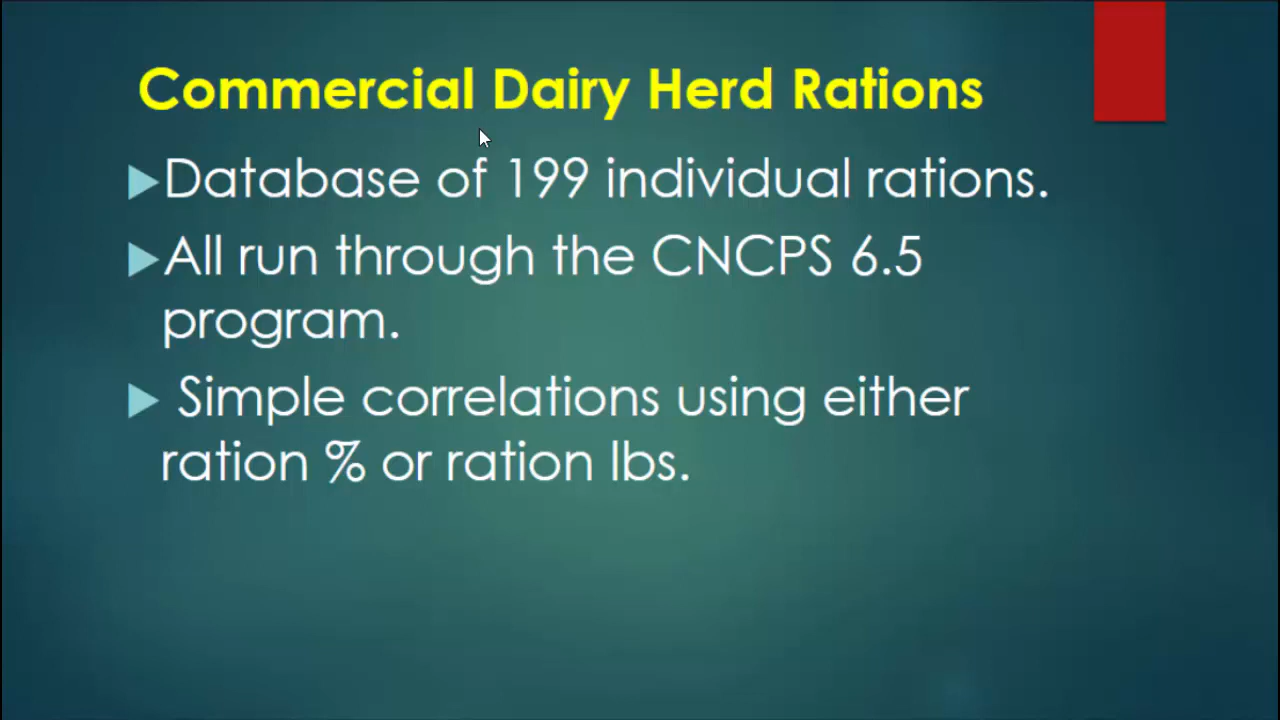 Commercial Dairy Herd Rations
Database of 199 individual rations.
All run through the CNCPS 6.5
program.
Simple correlations using either
ration % or ration lbs.